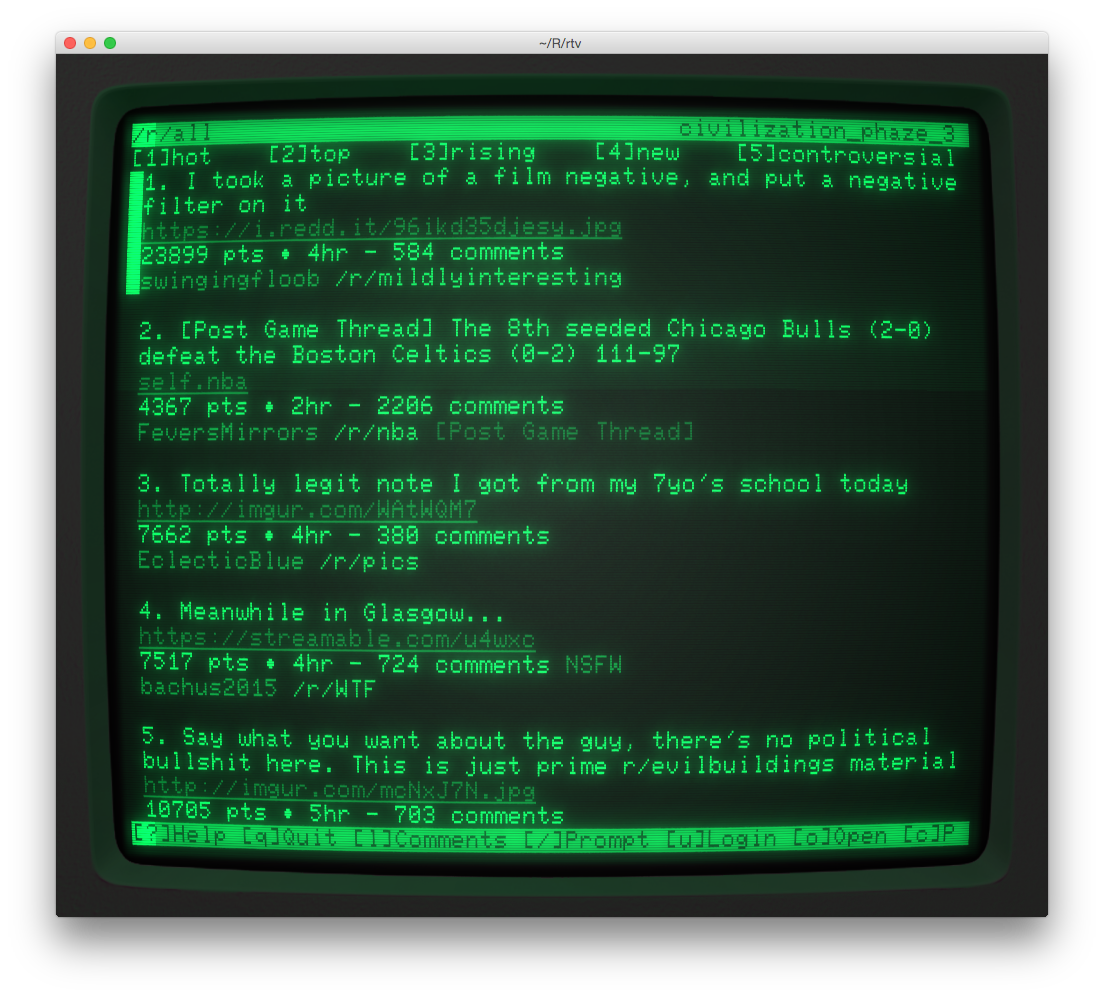 ~/R/rtv
/r/all civilization_phaze_3
[1]hot [2]top [3]rising [4]new [5]controversial
1. I took a picture of a film negative, and put a negative
filter on it
https://i.redd.it/96ikd35djesy.jpg
23899 pts • 4hr - 584 comments
swingingfloob /r/mildlyinteresting
2. [Post Game Thread] The 8th seeded Chicago Bulls (2-0)
defeat the Boston Celtics (0-2) 111-97
self.nba
4367 pts • 2hr - 2206 comments
FeversMirrors /r/nba [Post Game Thread]
3. Totally legit note I got from my 7yo's school today
http://imgur.com/WAtWQM7
7662 pts • 4hr - 380 comments
EclecticBlue /r/pics
4. Meanwhile in Glasgow...
https://streamable.com/u4wxc
7517 pts • 4hr - 724 comments NSFW
bachus2015 /r/WTF
5. Say what you want about the guy, there's no political
bullshit here. This is just prime r/evilbuildings material
http://imgur.com/mcNxJ7N.jpg
10705 pts • 5hr - 703 comments
[?]Help [q]Quit [l]Comments [/]Prompt [u]Login [o]Open [c]P